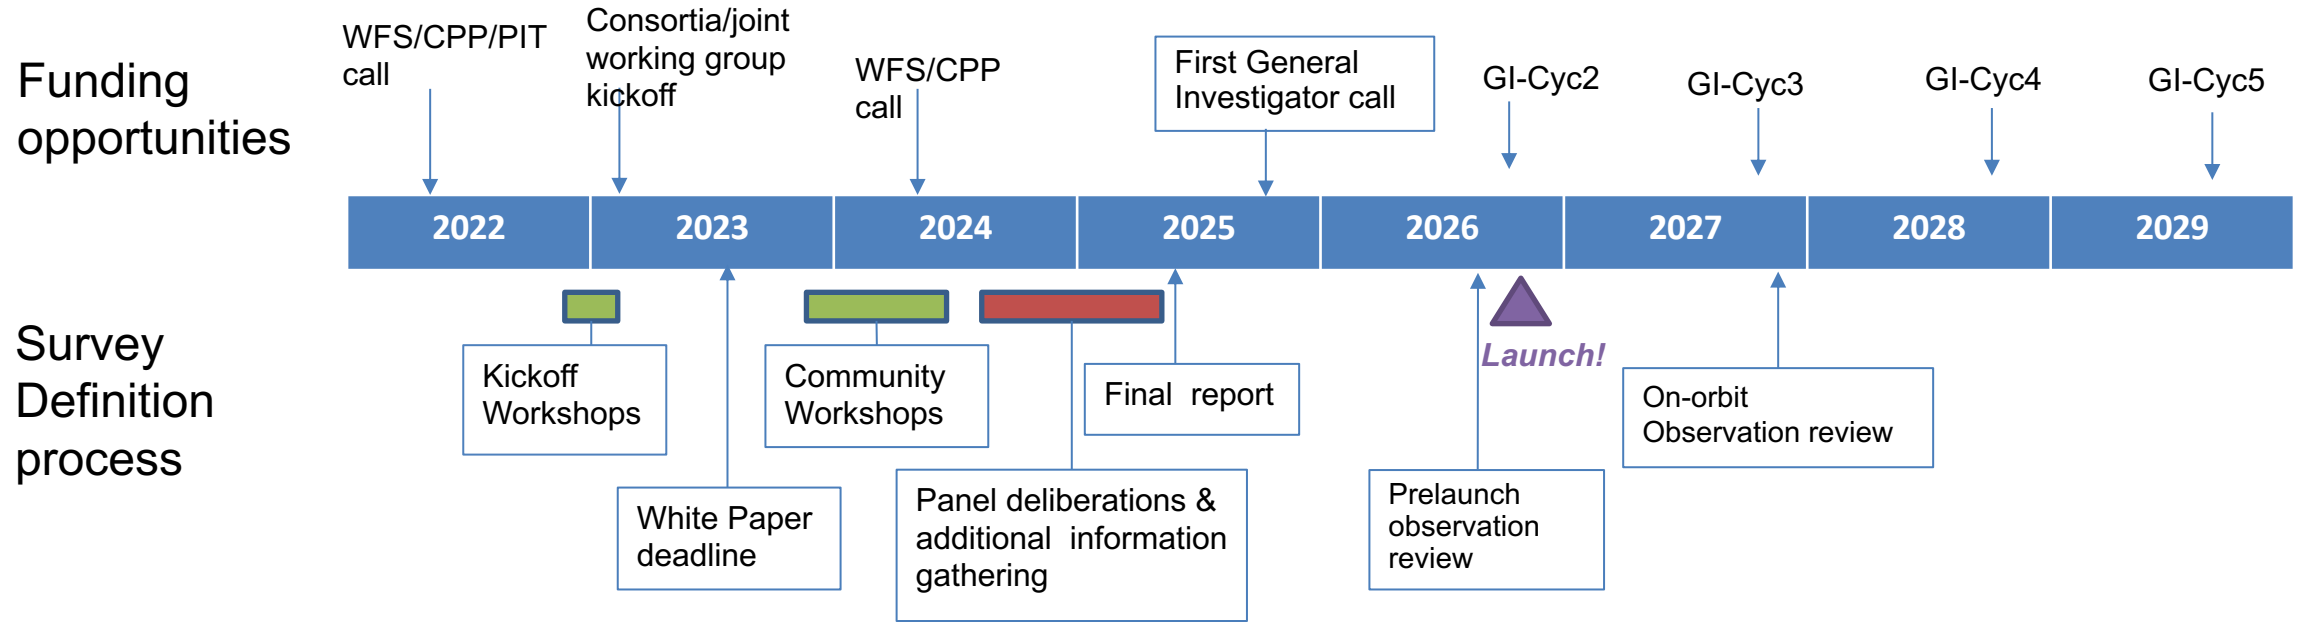 Funding
opportunities
WFS/CPP/PIT
call
Consortia/joint
working group
kickoff
WFS/CPP
call
First General
Investigator call
GI-Cyc2
GI-Cyc3
GI-Cyc4
GI-Cyc5
2022
2023
2024
2025
2026
2027
2028
2029
Survey
Definition
process
Kickoff
Workshops
White Paper
deadline
Community
Workshops
Panel deliberations &
additional information
gathering
Final report
Prelaunch
observation
review
Launch!
On-orbit
Observation review